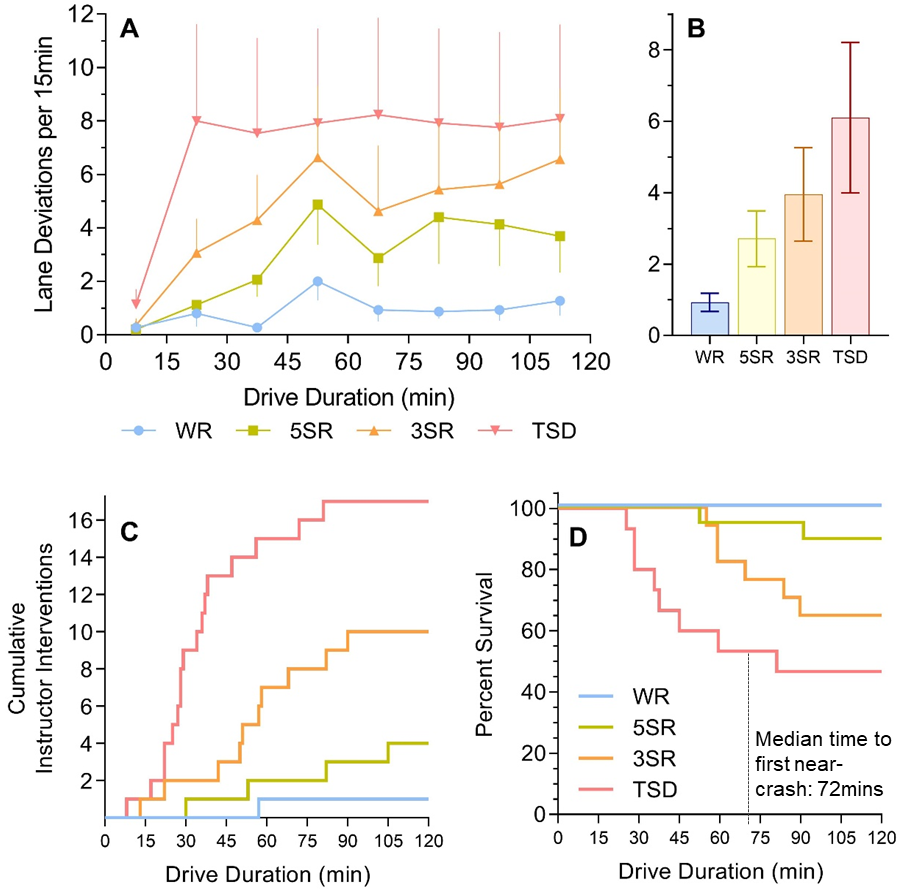 A
Lane Deviations per 15min
14
12
10
8
6
4
2
0
0 15 30 45 60 75 90 105 120
Drive Duration (min)
WR 5SR 3SR TSD
B
8
6
4
2
0
WR 5SR 3SR TSD
C
Cumulative
Instructor Interventions
16
14
12
10
8
6
4
2
0 15 30 45 60 75 90 105 120
Drive Duration (min)
D
Percent Survival
100
80
60
40
20
0
WR
5SR
3SR
TSD
Median time to
first near-
crash: 72mins
0 15 30 45 60 75 90 105 120
Drive Duration (min)